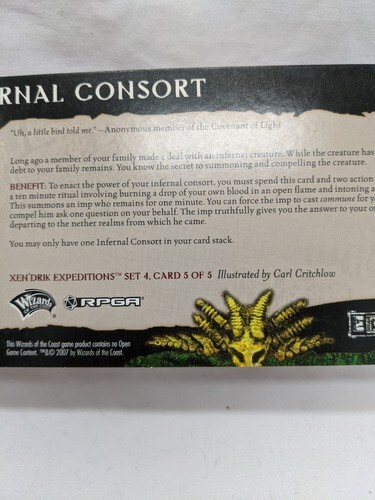 RNAL CONSORT
"Uh, a little bird told me." – Anonymous member of the Covenant of Light
Long ago a member of your family made a deal with an infernal creature. While the creature has
debt to your family remains. You know the secret to summoning and compelling the creature.
BENEFIT: To enact the power of your infernal consort, you must spend this card and two action
a ten minute ritual involving burning a drop of your own blood in an open flame and intoning a
This summons an imp who remains for one minute. You can force the imp to cast commune for y
compel him ask one question on your behalf. The imp truthfully gives you the answer to your o
departing to the nether realms from which he came.
You may only have one Infernal Consort in your card stack.
XEN'DRIK EXPEDITIONS™ SET 4, CARD 5 OF 5 Illustrated by Carl Critchlow
Wizards OF THE COAST RPGA
This Wizards of the Coast game product contains no Open
Game Content. ™&© 2007 by Wizards of the Coast.